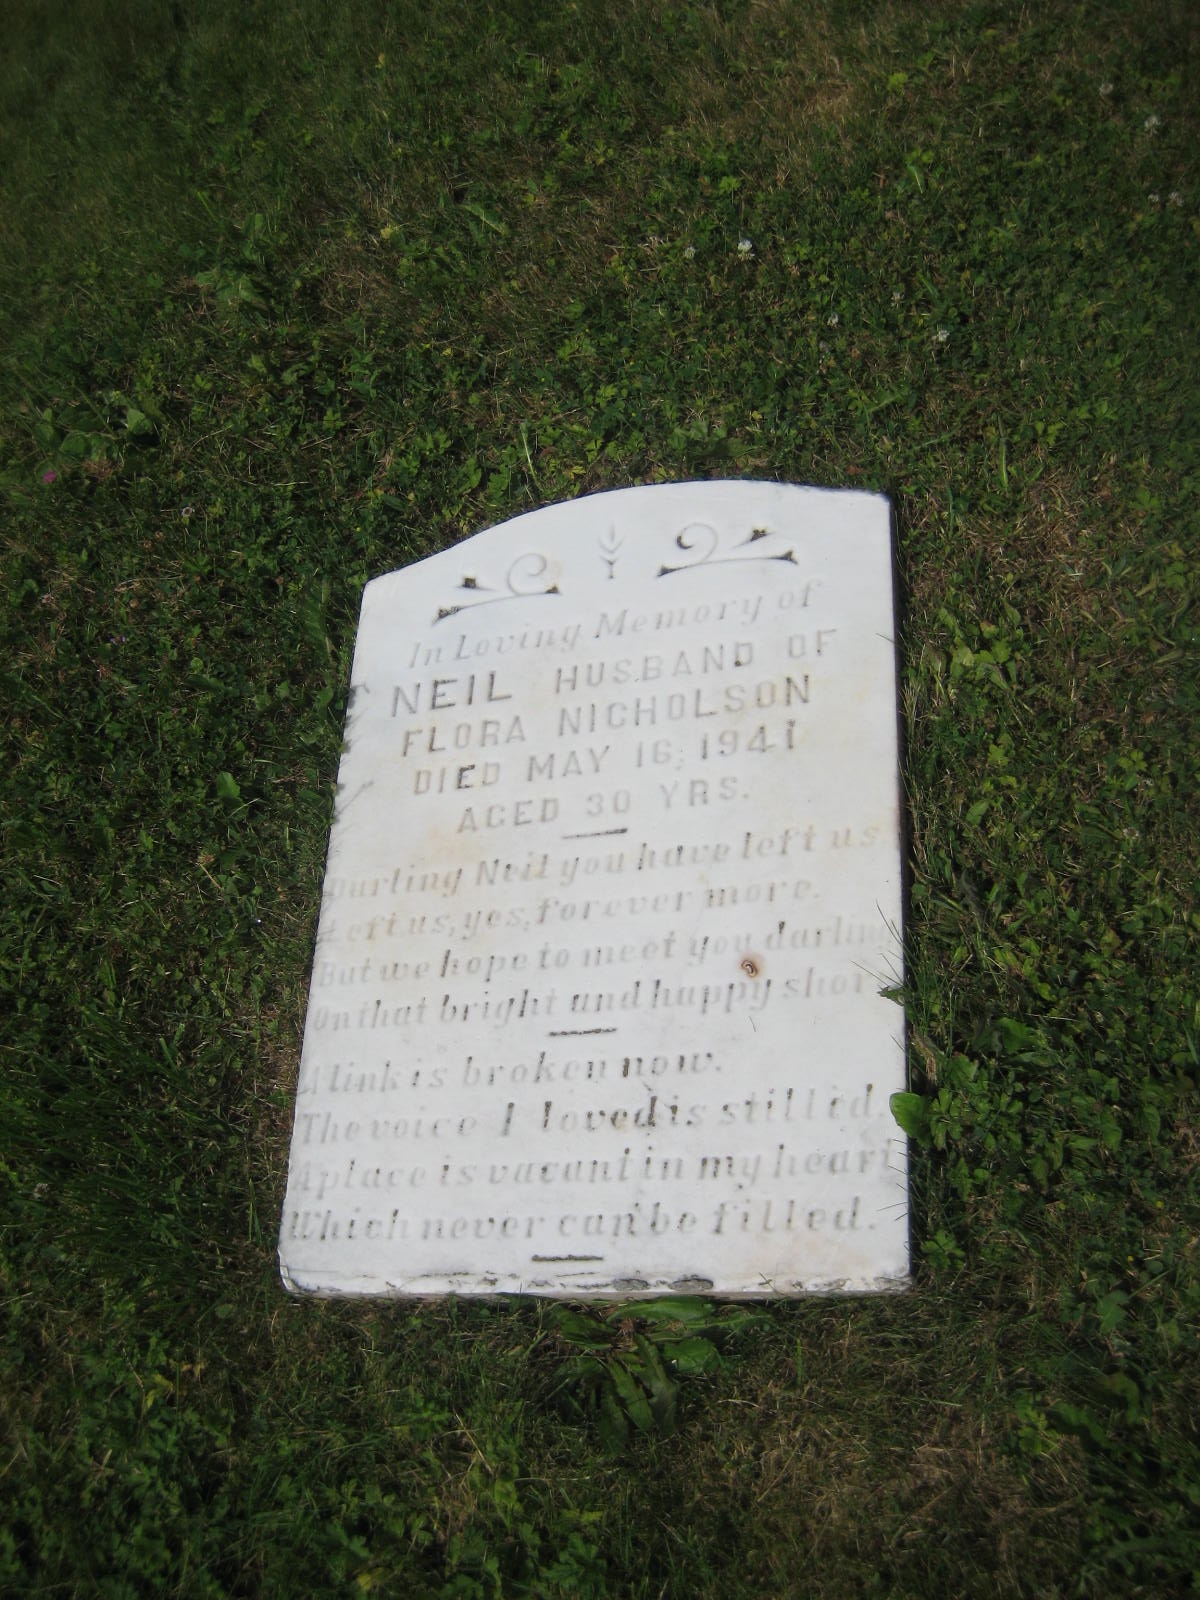 In Loving Memory of
NEIL HUSBAND OF
FLORA NICHOLSON
DIED MAY 16, 1941
AGED 30 YRS.
Darling Neil you have left us,
Left us, yes, forever more.
But we hope to meet you darling
On that bright and happy shore
A link is broken now.
The voice I loved is stilled.
A place is vacant in my heart
Which never can be filled.